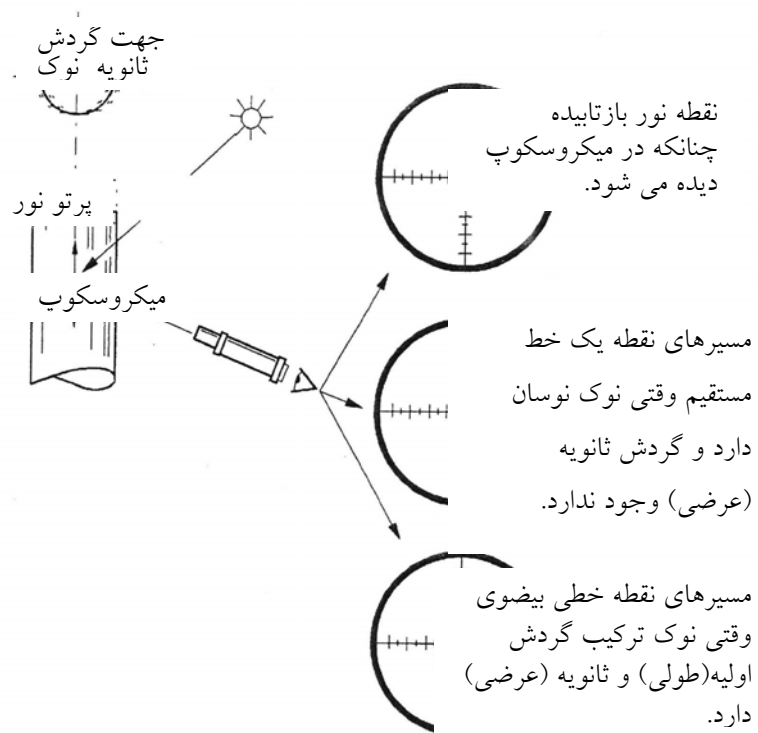 جهت گردش
ثانویه نوک
پرتو نور
میکروسکوپ
نقطه نور بازتابیده
چنانکه در میکروسکوپ
دیده می شود.
مسیرهای نقطه یک خط
مستقیم وقتی نوک نوسان
دارد و گردش ثانویه
(عرضی) وجود ندارد.
مسیرهای نقطه خطی بیضوی
وقتی نوک ترکیب گردش
اولیه(طولی) و ثانویه (عرضی)
دارد.